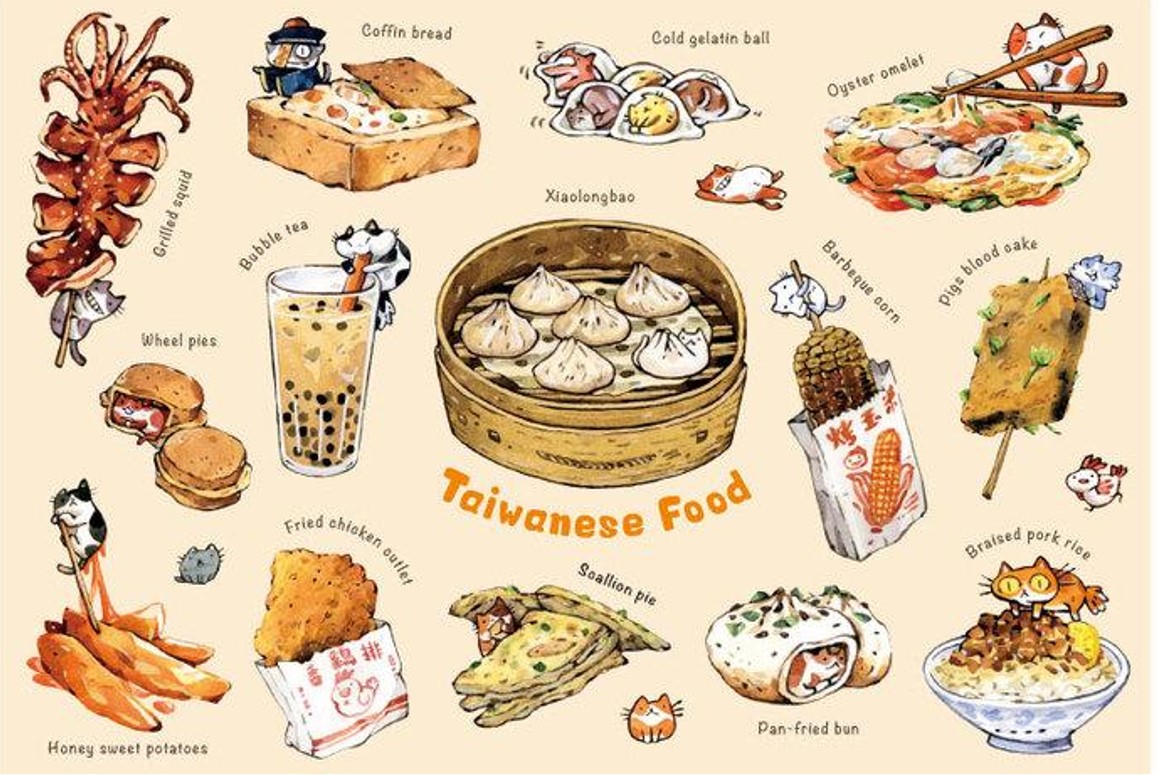 Coffin bread
Cold gelatin ball
Oyster omelet
Grilled squid
Xiaolongbao
Bubble tea
Barbeque corn
Pigs blood cake
Wheel pies
烤玉米
Taiwanese Food
Fried chicken cutlet
香雞排
Scallion pie
Braised pork rice
Honey sweet potatoes
Pan-fried bun